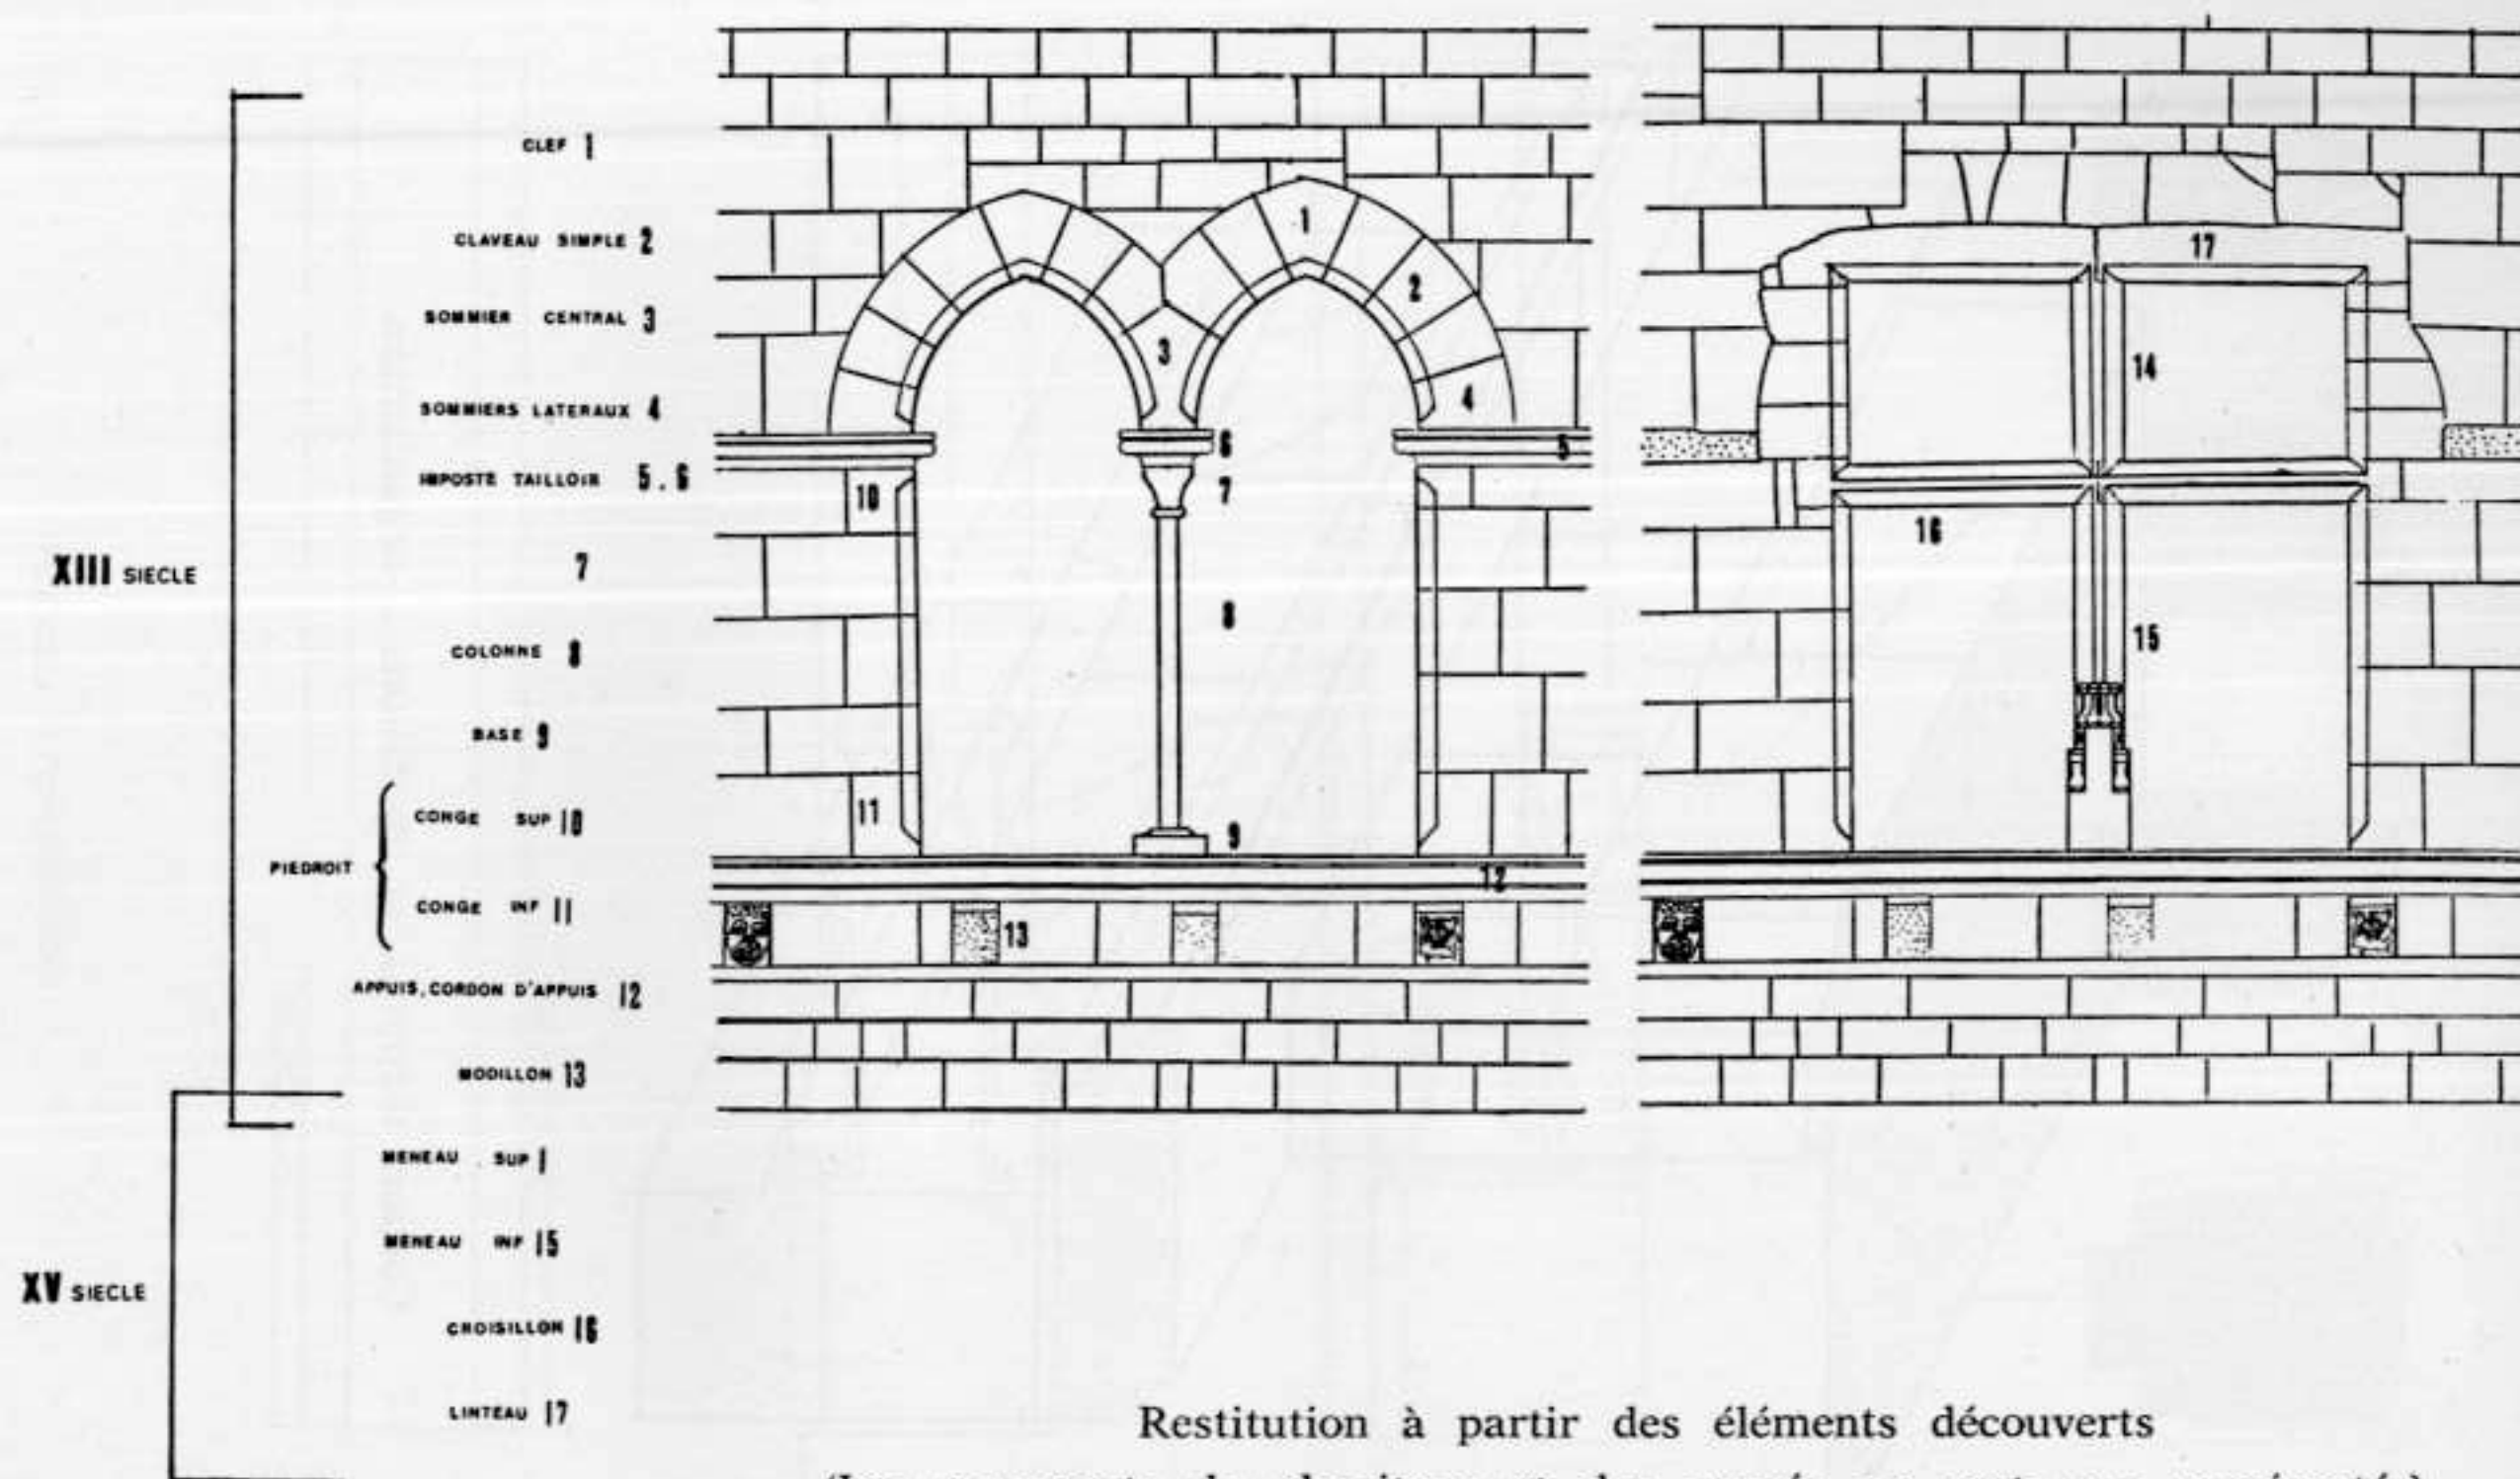 CLEF 1
CLAVEAU SIMPLE 2
SOMMIER CENTRAL 3
SOMMIERS LATERAUX 4
IMPOSTE TAILLOIR 5.6
7
XIII SIECLE
COLONNE 8
BASE 9
CONGE SUP 10
PIEDROIT
CONGE INF 11
APPUIS, CORDON D'APPUIS 12
MODILLON 13
MENEAU SUP 1
MENEAU INF 15
XV SIECLE
CROISILLON 16
LINTEAU 17
1
2
3
4
6
5
10
7
8
11
9
12
13
17
14
16
15
Restitution à partir des éléments découverts